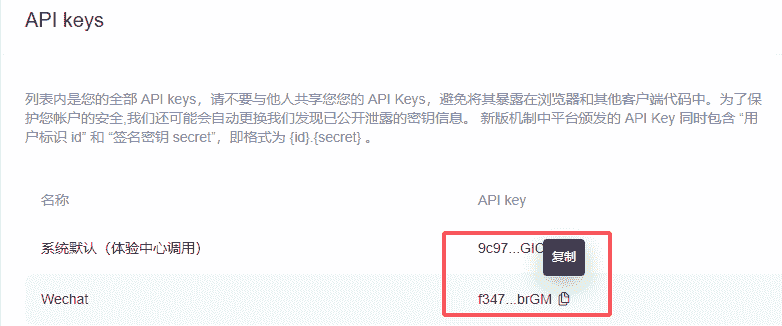 API keys
列表内是您的全部 API keys，请不要与他人共享您您的 API Keys，避免将其暴露在浏览器和其他客户端代码中。为了保
护您帐户的安全,我们还可能会自动更换我们发现已公开泄露的密钥信息。 新版机制中平台颁发的 API Key 同时包含 “用
户标识 id” 和 “签名密钥 secret”，即格式为 {id}.{secret} 。
名称 API key
系统默认（体验中心调用） 9c97...GIC
复制
Wechat f347...brGM